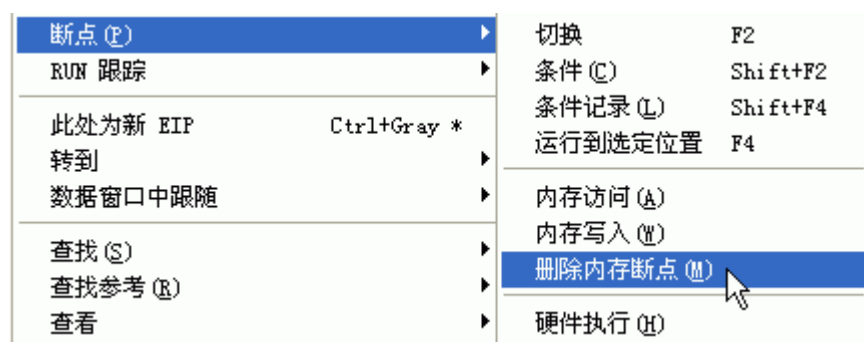 断点(P)
RUN 跟踪
此处为新 EIP Ctrl+Gray *
转到
数据窗口中跟随
查找(S)
查找参考(R)
查看
切换 F2
条件(C) Shift+F2
条件记录(L) Shift+F4
运行到选定位置 F4
内存访问(A)
内存写入(W)
删除内存断点(M)
硬件执行(H)